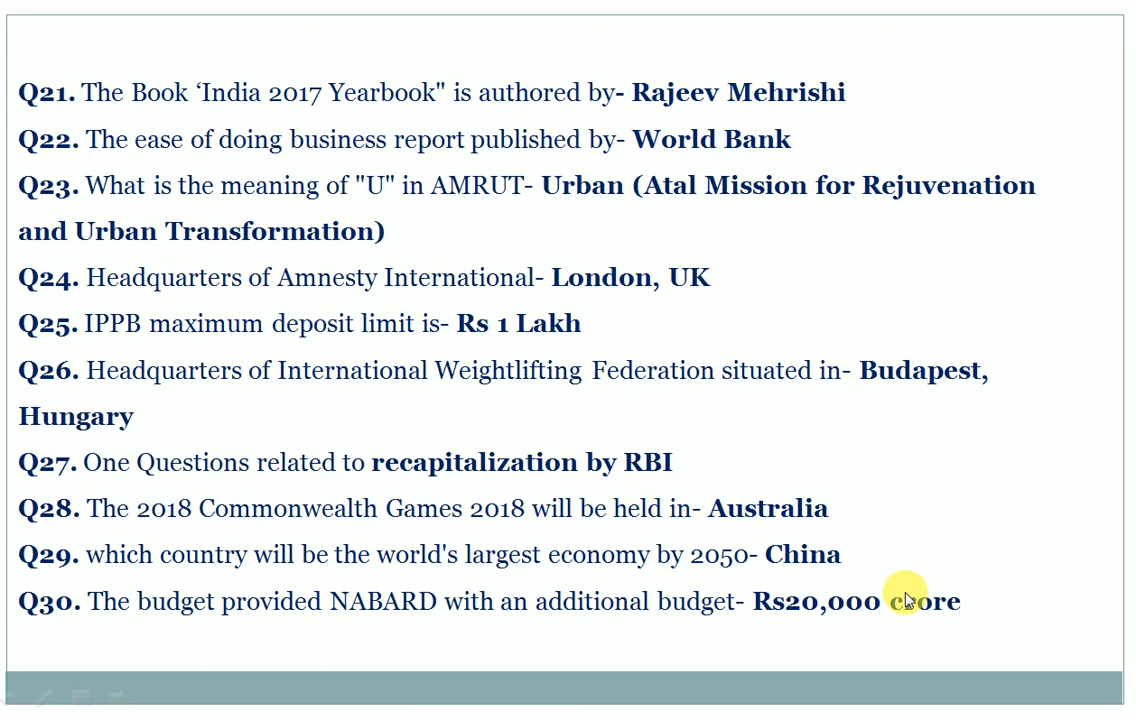 Q21. The Book ‘India 2017 Yearbook" is authored by- Rajeev Mehrishi
Q22. The ease of doing business report published by- World Bank
Q23. What is the meaning of "U" in AMRUT- Urban (Atal Mission for Rejuvenation
and Urban Transformation)
Q24. Headquarters of Amnesty International- London, UK
Q25. IPPB maximum deposit limit is- Rs 1 Lakh
Q26. Headquarters of International Weightlifting Federation situated in- Budapest,
Hungary
Q27. One Questions related to recapitalization by RBI
Q28. The 2018 Commonwealth Games 2018 will be held in- Australia
Q29. which country will be the world's largest economy by 2050- China
Q30. The budget provided NABARD with an additional budget- Rs20,000 crore